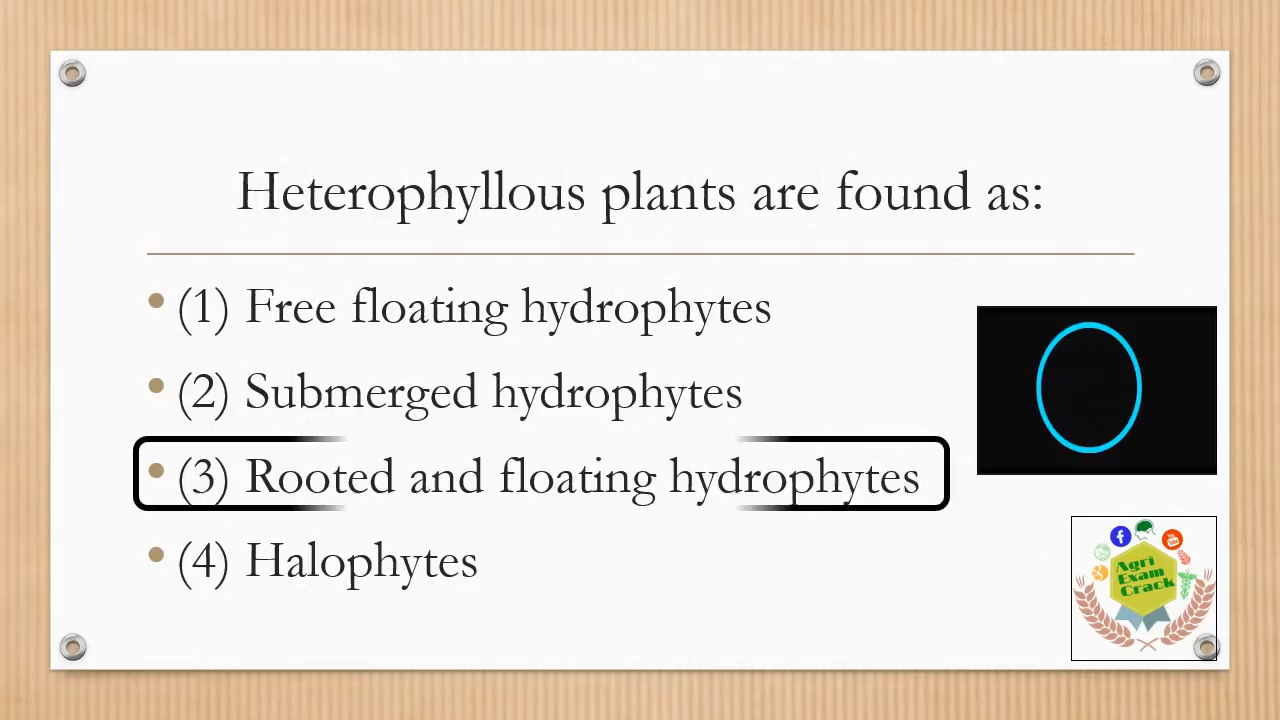 Heterophyllous plants are found as:
• (1) Free floating hydrophytes
• (2) Submerged hydrophytes
• (3) Rooted and floating hydrophytes
• (4) Halophytes
Agri
Exam
Crack